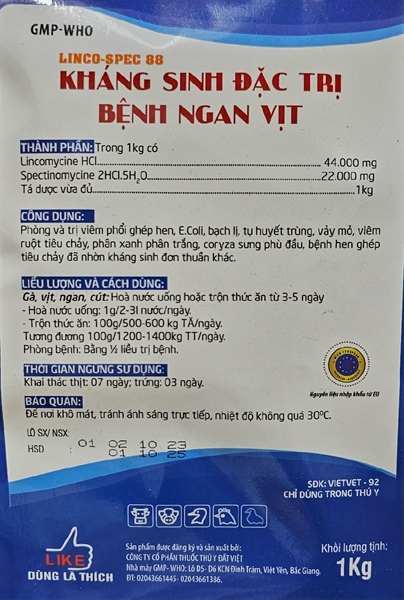 GMP-WHO
LINCO-SPEC 88
KHÁNG SINH ĐẶC TRỊ
BỆNH NGAN VỊT
THÀNH PHẦN: Trong 1kg có
Lincomycine HCl........................................ 44.000 mg
Spectinomycine 2HCl.5H₂O........................................ 22.000 mg
Tá dược vừa đủ........................................ 1kg
CÔNG DỤNG:
Phòng và trị viêm phổi ghép hen, E.Coli, bạch lị, tụ huyết trùng, vảy mỏ, viêm
ruột tiêu chảy, phân xanh phân trắng, coryza sưng phù đầu, bệnh hen ghép
tiêu chảy đã nhờn kháng sinh đơn thuần khác.
LIỀU LƯỢNG VÀ CÁCH DÙNG:
Gà, vịt, ngan, cút: Hoà nước uống hoặc trộn thức ăn từ 3-5 ngày
- Hoà nước uống: 1g/2-3l nước/ngày.
- Trộn thức ăn: 100g/500-600 kg TĂ/ngày.
Tương đương 100g/1200-1400kg TT/ngày.
Phòng bệnh: Bằng ½ liều trị bệnh.
THỜI GIAN NGỪNG SỬ DỤNG:
Khai thác thịt: 07 ngày; trứng: 03 ngày.
Nguyên liệu nhập khẩu từ EU
BẢO QUẢN:
Để nơi khô mát, tránh ánh sáng trực tiếp, nhiệt độ không quá 30°C.
LÔ SX/ NSX:
01 02 10 23
HSD : 01 10 25
SDK: VIETVET - 92
CHỈ DÙNG TRONG THÚ Y
LIKE
DÙNG LÀ THÍCH
Sản phẩm được đăng ký và sản xuất bởi:
CÔNG TY CỔ PHẦN THUỐC THÚ Y ĐẤT VIỆT
Nhà máy GMP- WHO: Lô D5- D6 KCN Đình Trám, Việt Yên, Bắc Giang.
ĐT: 02043661445- 02043661386.
Khối lượng tịnh:
1Kg